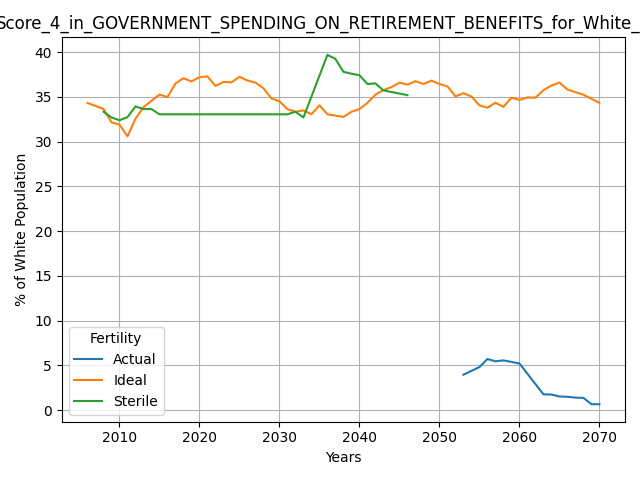 Score_4_in_GOVERNMENT_SPENDING_ON_RETIREMENT_BENEFITS_for_White_
40
35
30
25
20
15
10
5
0
% of White Population
Fertility
Actual
Ideal
Sterile
2010 2020 2030 2040 2050 2060 2070
Years